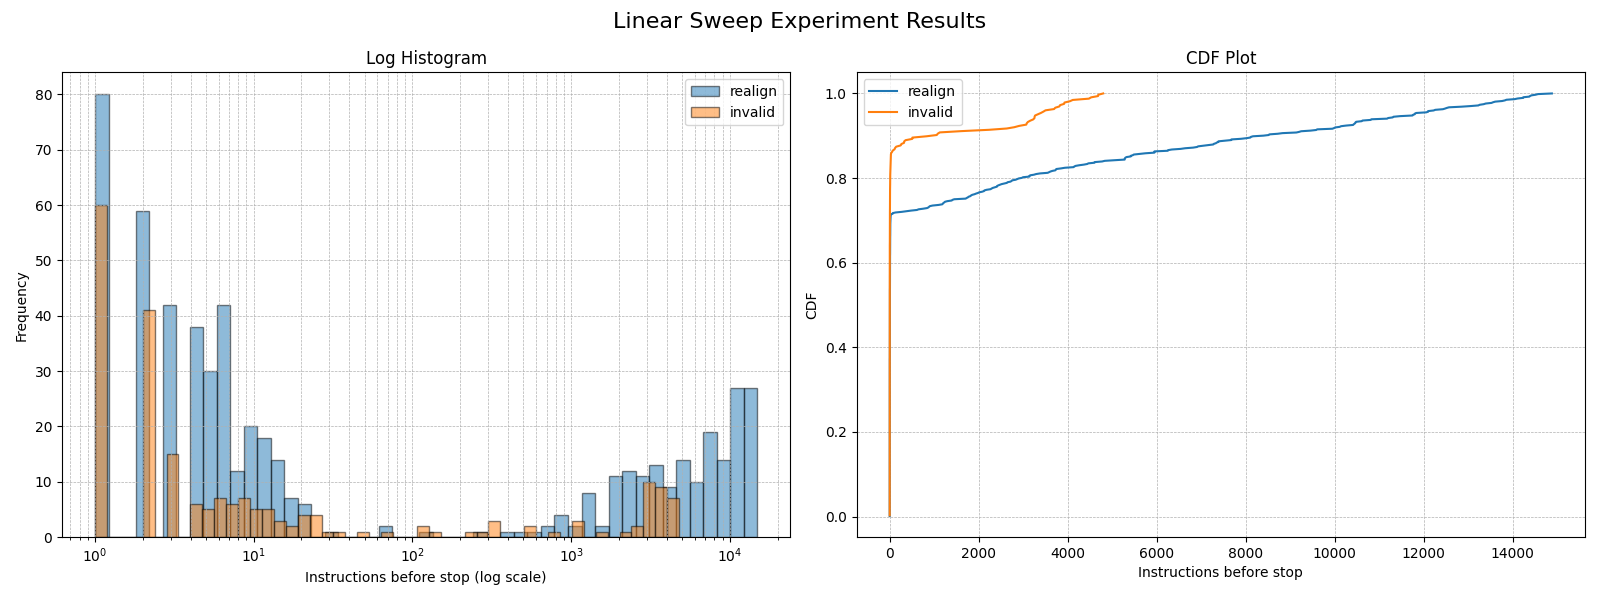 Linear Sweep Experiment Results
Log Histogram
realign
invalid
80
70
60
50
40
30
20
10
0
Frequency
10⁰
10¹
10²
10³
10⁴
Instructions before stop (log scale)
CDF Plot
realign
invalid
1.0
0.8
0.6
0.4
0.2
0.0
CDF
0
2000
4000
6000
8000
10000
12000
14000
Instructions before stop